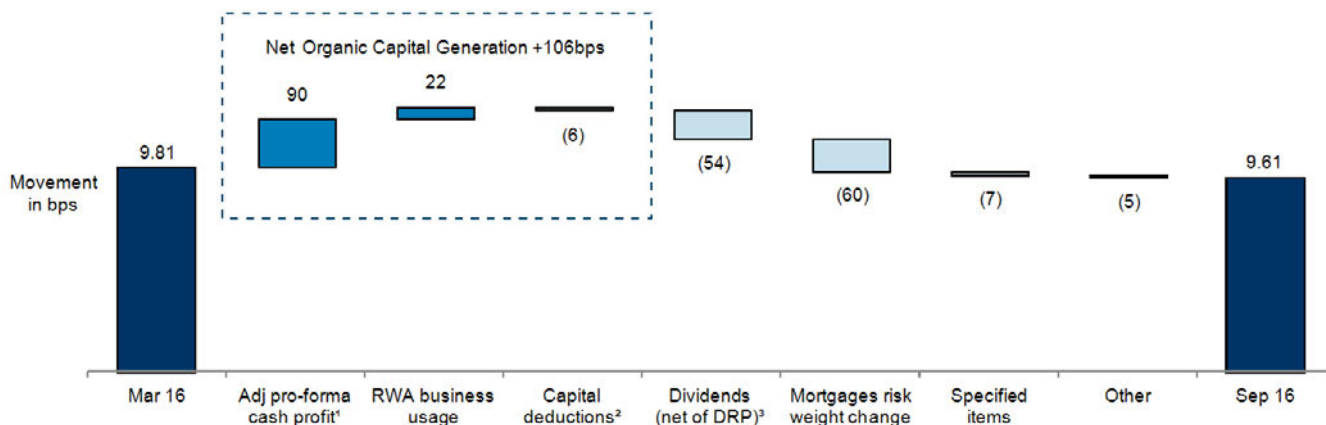 Net Organic Capital Generation +106bps
90
22
(6)
(54)
(60)
(7)
(5)
9.81
9.61
Movement
in bps
Mar 16
Adj pro-forma
cash profit¹
RWA business
usage
Capital
deductions²
Dividends
(net of DRP)³
Mortgages risk
weight change
Specified
items
Other
Sep 16